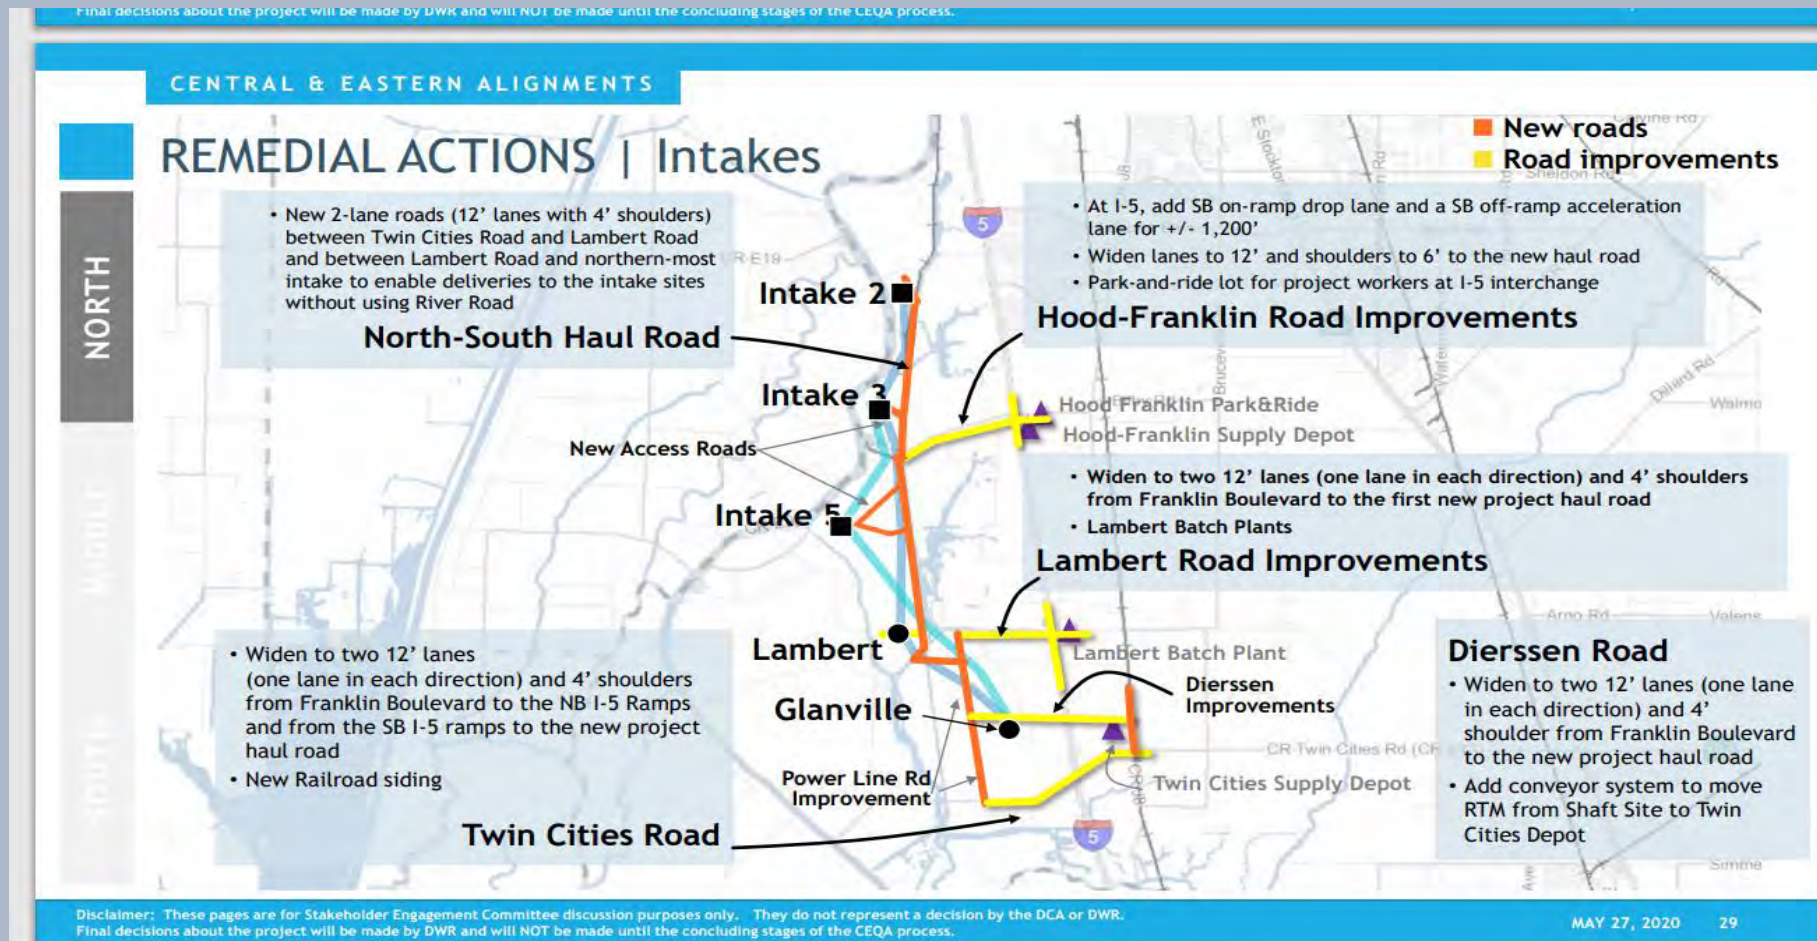 Final decisions about the project will be made by DWR and will NOT be made until the concluding stages of the CEQA process.
CENTRAL & EASTERN ALIGNMENTS
REMEDIAL ACTIONS | Intakes
New roads
Road improvements
NORTH
MIDDLE
SOUTH
• New 2-lane roads (12’ lanes with 4’ shoulders)
between Twin Cities Road and Lambert Road
and between Lambert Road and northern-most
intake to enable deliveries to the intake sites
without using River Road
North-South Haul Road
• At I-5, add SB on-ramp drop lane and a SB off-ramp acceleration
lane for +/- 1,200’
• Widen lanes to 12’ and shoulders to 6’ to the new haul road
• Park-and-ride lot for project workers at I-5 interchange
Hood-Franklin Road Improvements
Sheldon Rd
5
Intake 2
Intake 3
Hood Franklin Park&Ride
Hood-Franklin Supply Depot
Dillard Rd
New Access Roads
Intake 5
• Widen to two 12’ lanes (one lane in each direction) and 4’ shoulders
from Franklin Boulevard to the first new project haul road
• Lambert Batch Plants
Lambert Road Improvements
Arno Rd
Lambert
Lambert Batch Plant
Glanville
Dierssen
Improvements
• Widen to two 12’ lanes
(one lane in each direction) and 4’ shoulders
from Franklin Boulevard to the NB I-5 Ramps
and from the SB I-5 ramps to the new project
haul road
• New Railroad siding
Twin Cities Road
Power Line Rd
Improvement
CR Twin Cities Rd (CR
Twin Cities Supply Depot
5
Dierssen Road
• Widen to two 12’ lanes (one lane
in each direction) and 4’
shoulder from Franklin Boulevard
to the new project haul road
• Add conveyor system to move
RTM from Shaft Site to Twin
Cities Depot
Disclaimer: These pages are for Stakeholder Engagement Committee discussion purposes only. They do not represent a decision by the DCA or DWR.
Final decisions about the project will be made by DWR and will NOT be made until the concluding stages of the CEQA process.
MAY 27, 2020 29